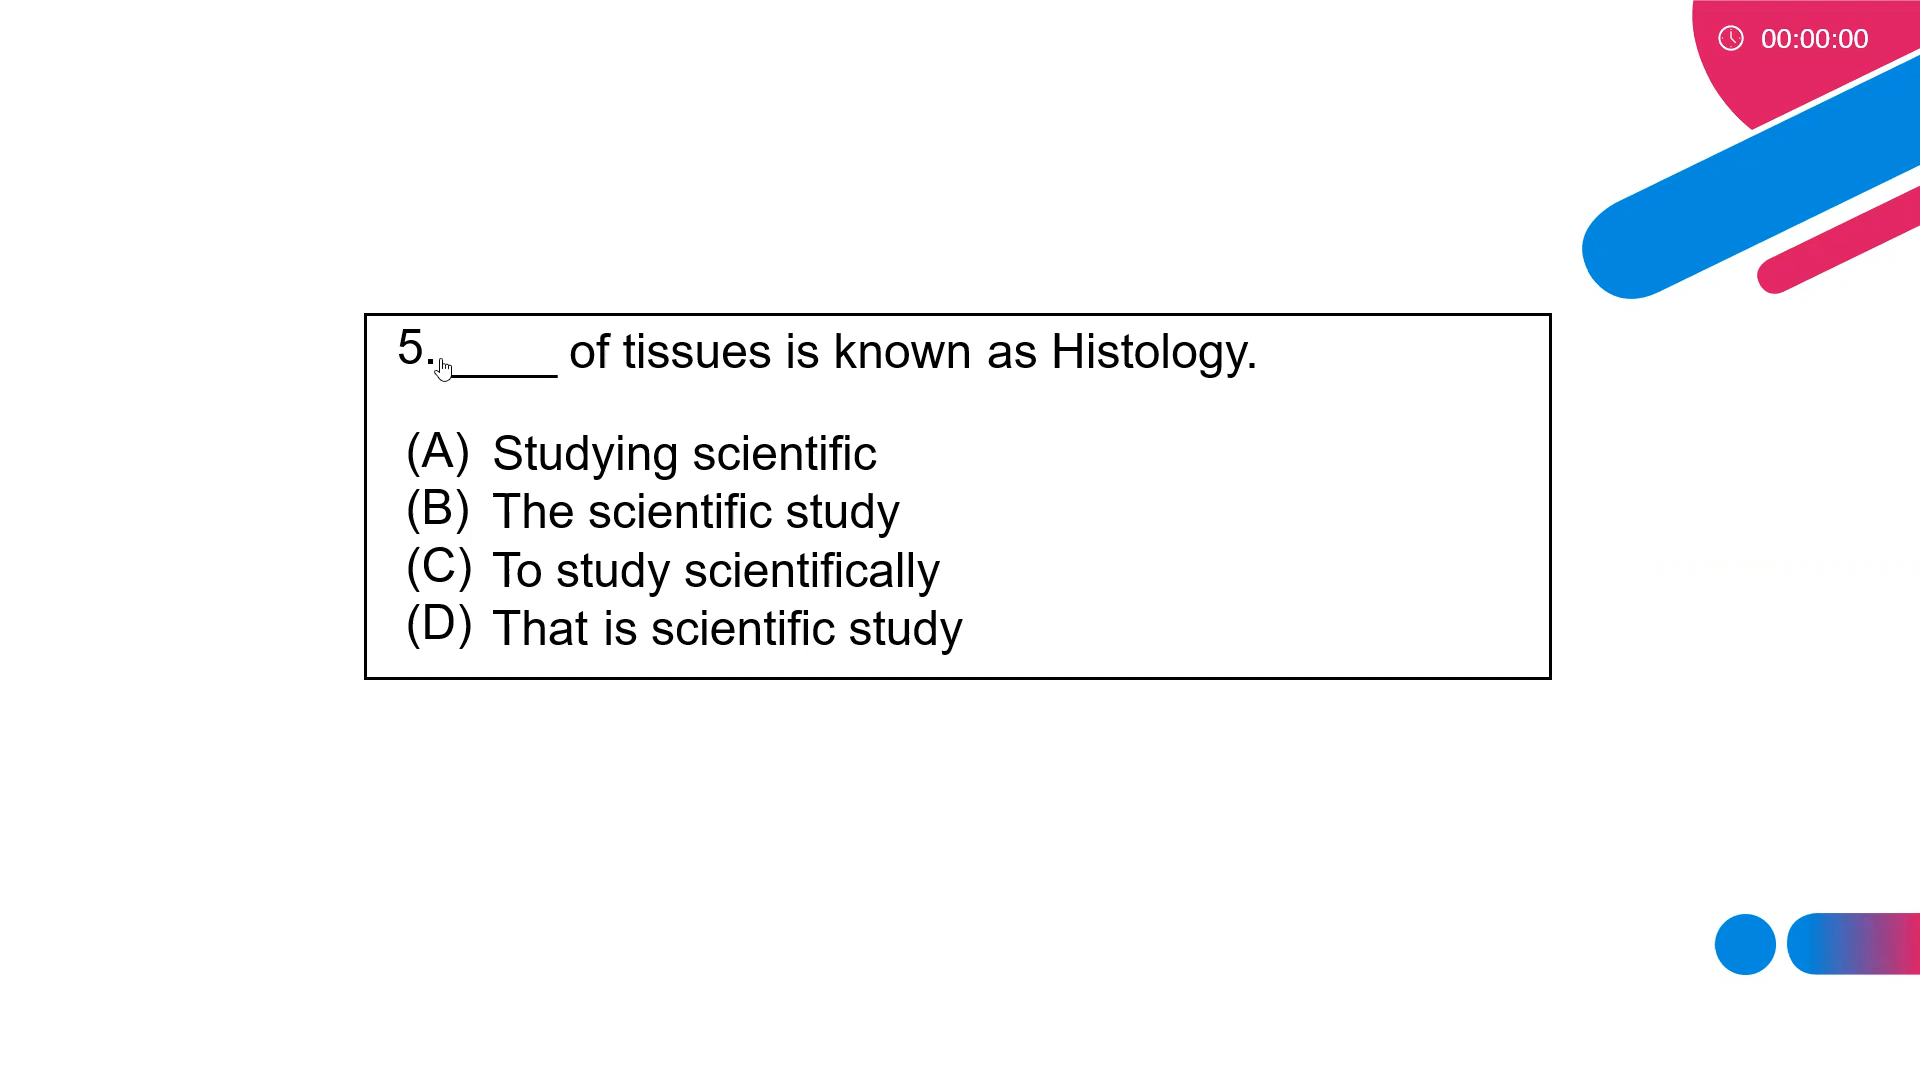 00:00:00
5._____ of tissues is known as Histology.
(A) Studying scientific
(B) The scientific study
(C) To study scientifically
(D) That is scientific study